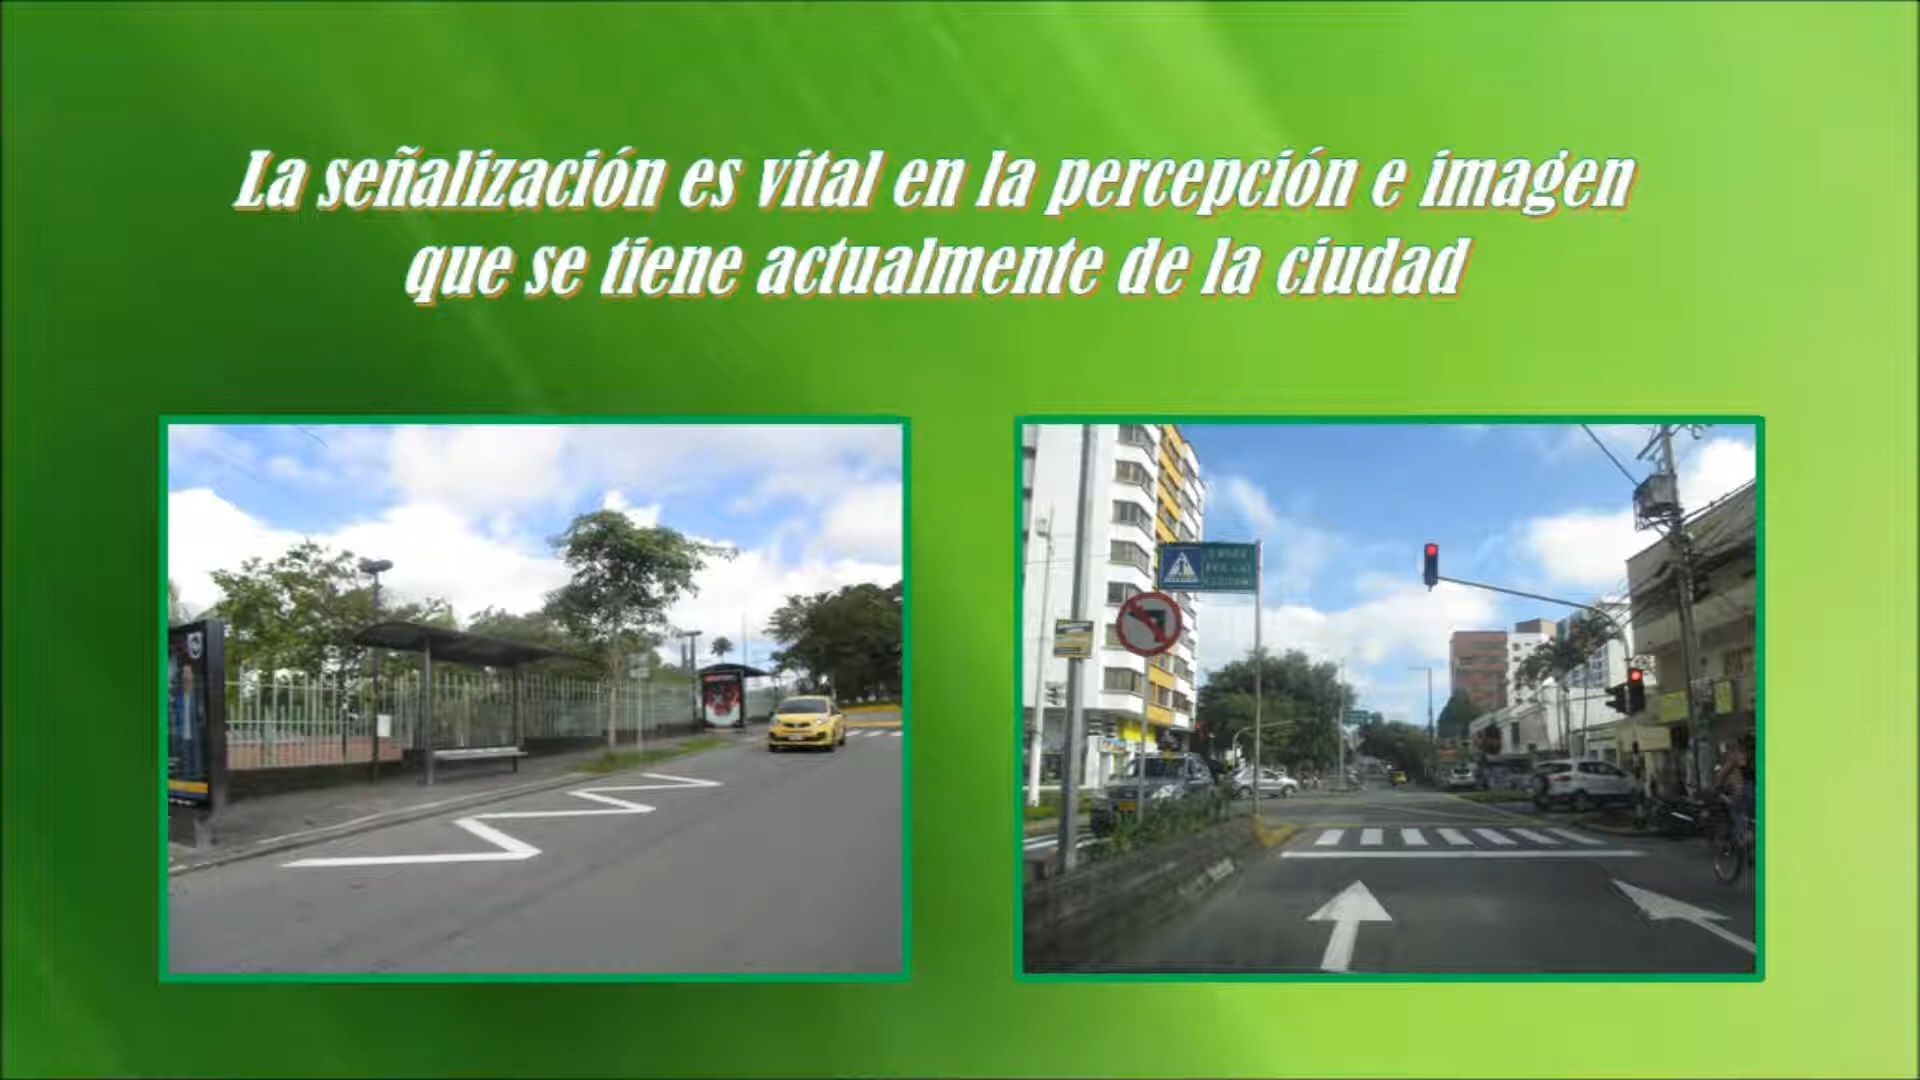 La señalización es vital en la percepción e imagen
que se tiene actualmente de la ciudad